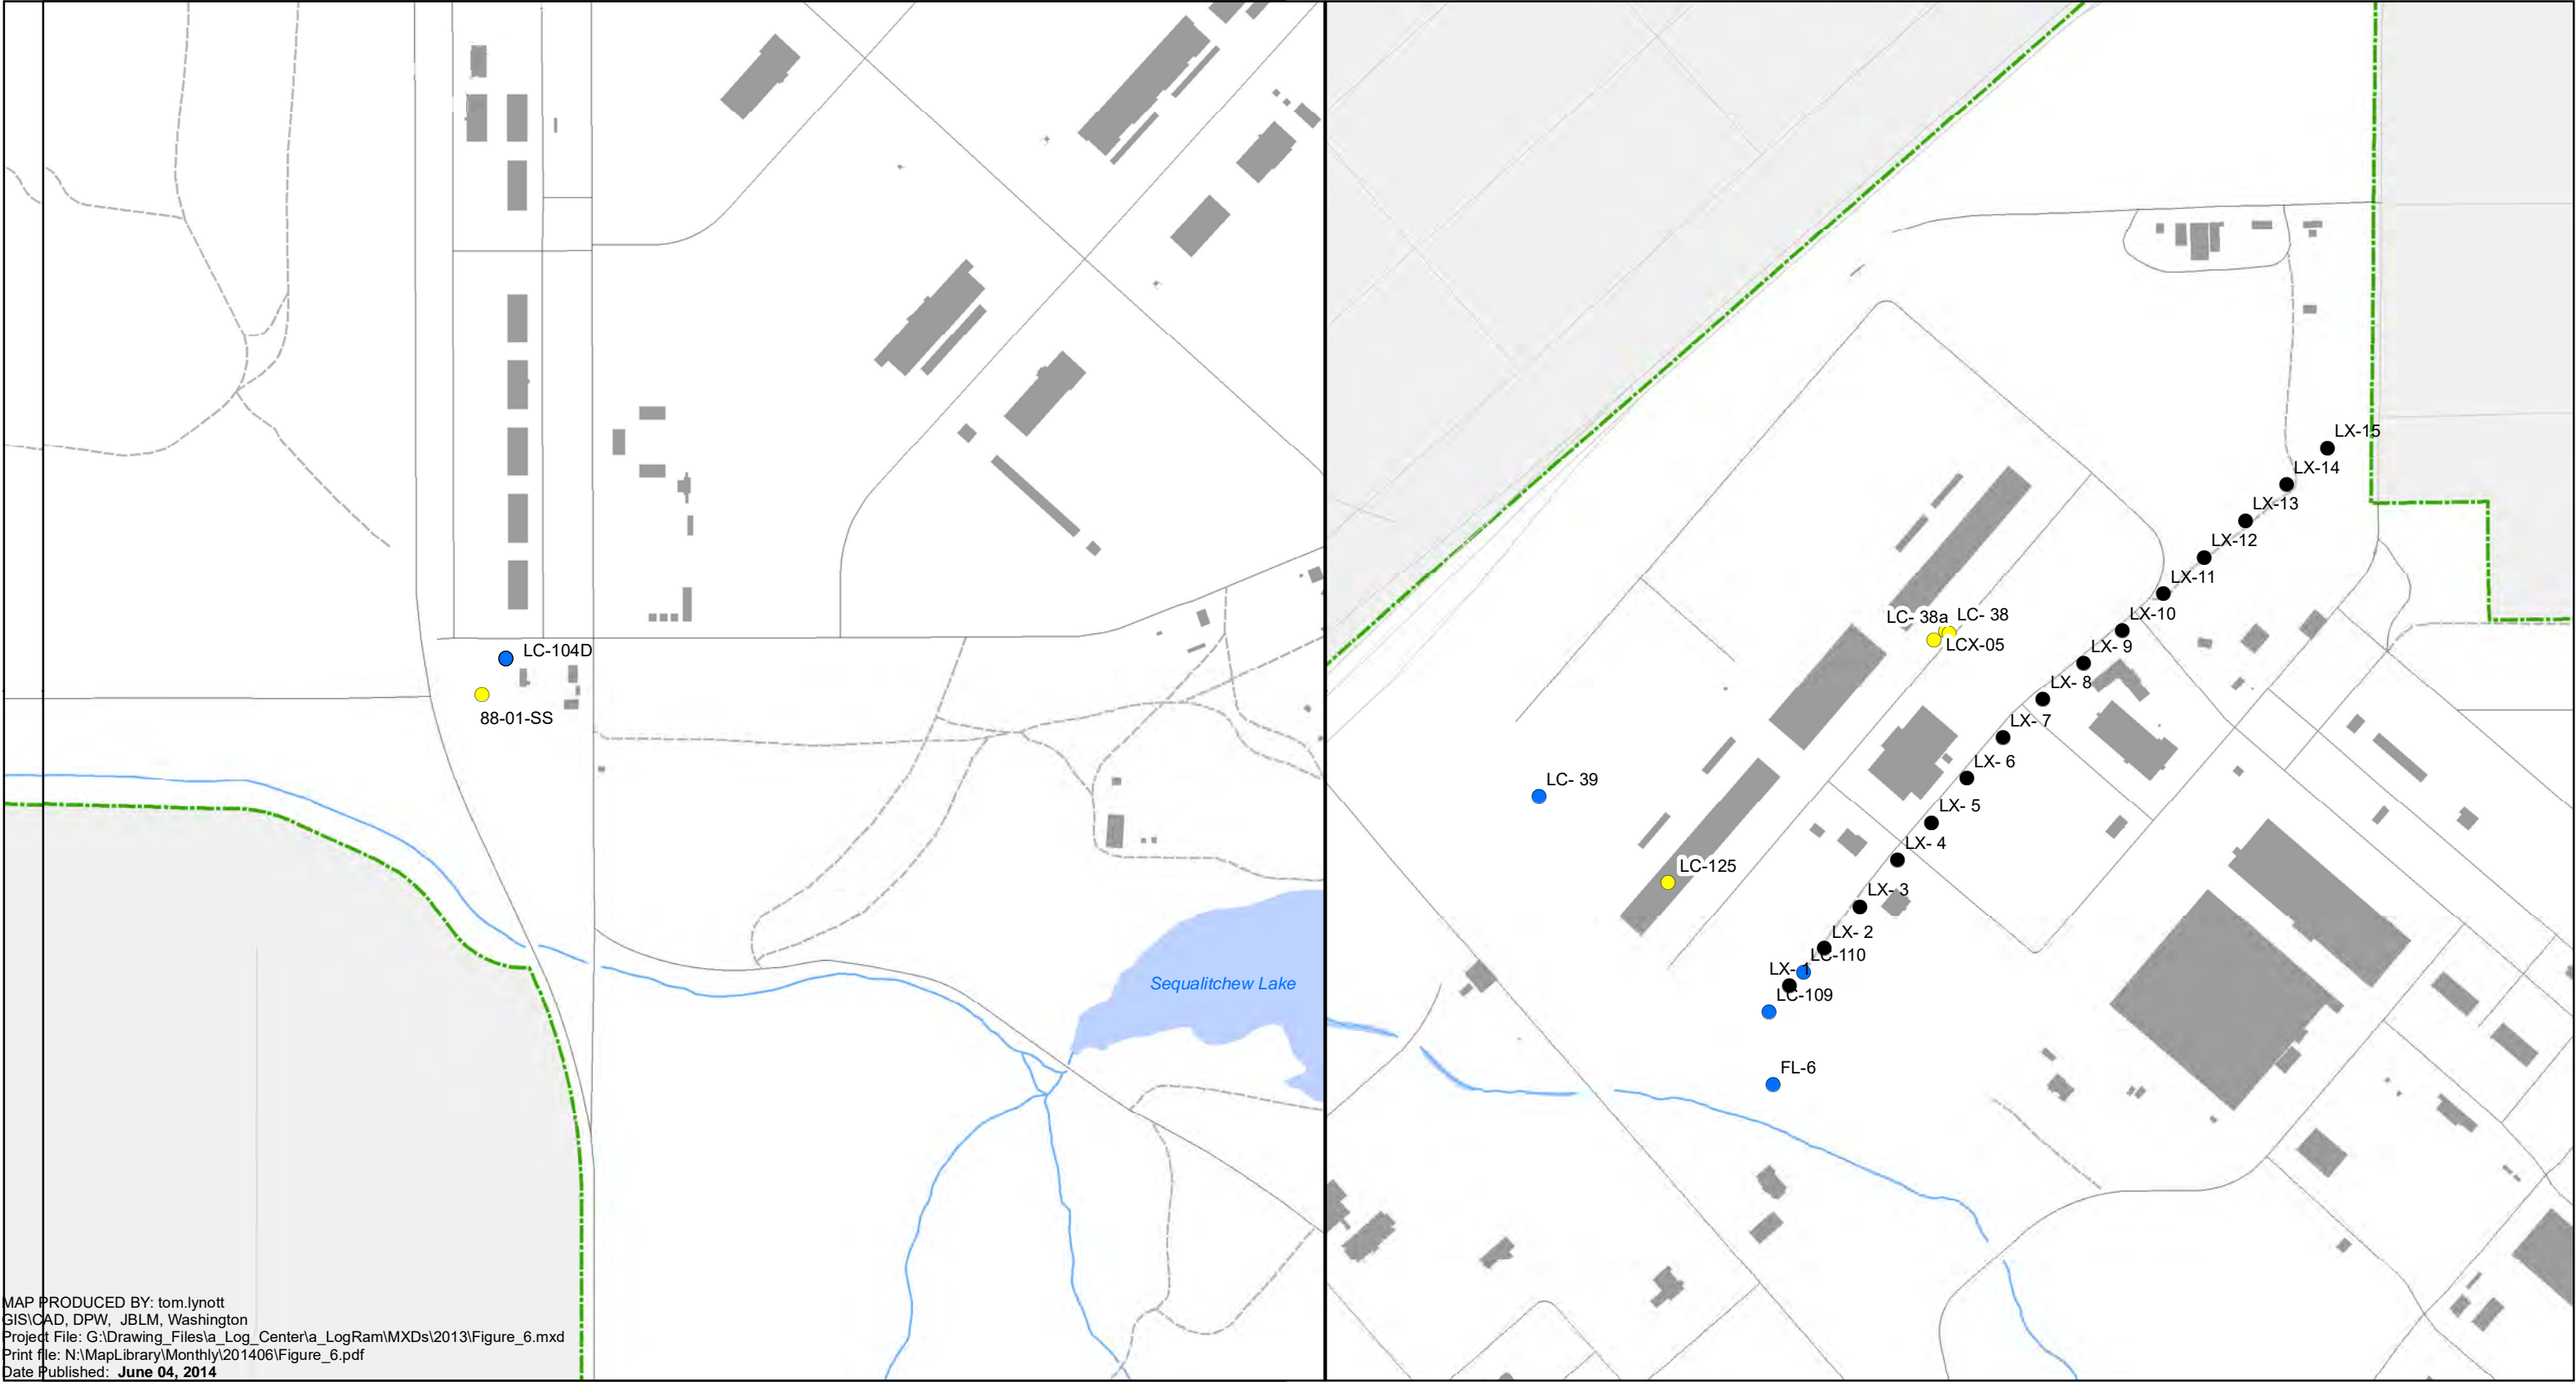 LC-104D
88-01-SS
Sequalitchew Lake
MAP PRODUCED BY: tom.lynott
GIS\CAD, DPW, JBLM, Washington
Project File: G:\Drawing_Files\a_Log_Center\a_LogRam\MXDs\2013\Figure_6.mxd
Print file: N:\MapLibrary\Monthly\201406\Figure_6.pdf
Date Published: June 04, 2014
LX-15
LX-14
LX-13
LX-12
LX-11
LX-10
LC- 38a
LC- 38
LCX-05
LX- 9
LX- 8
LX- 7
LX- 6
LC- 39
LX- 5
LX- 4
LC-125
LX- 3
LX- 2
LC-110
LX- 1
LC-109
FL-6